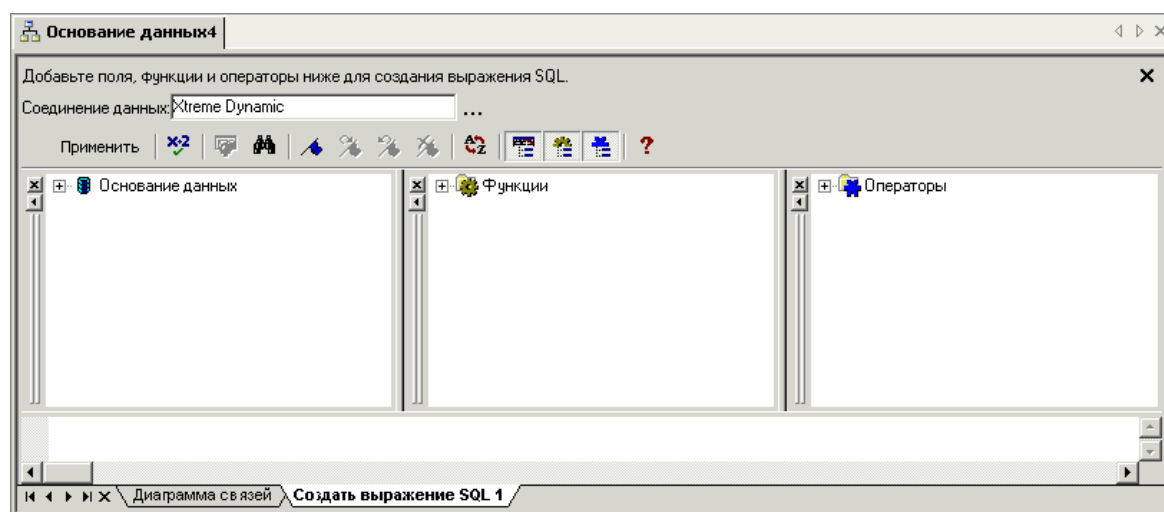 Основание данных4
Добавьте поля, функции и операторы ниже для создания выражения SQL.
Соединение данных: Xtreme Dynamic ...
Применить x+2 A Z ?
Основание данных
Функции
Операторы
Диаграмма связей Создать выражение SQL 1